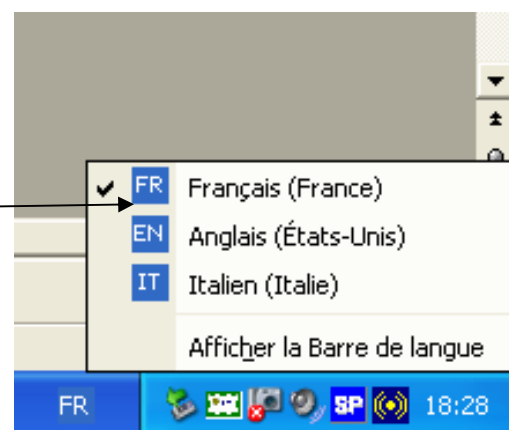 FR Français (France)
EN Anglais (États-Unis)
IT Italien (Italie)
Afficher la Barre de langue
FR SP 18:28